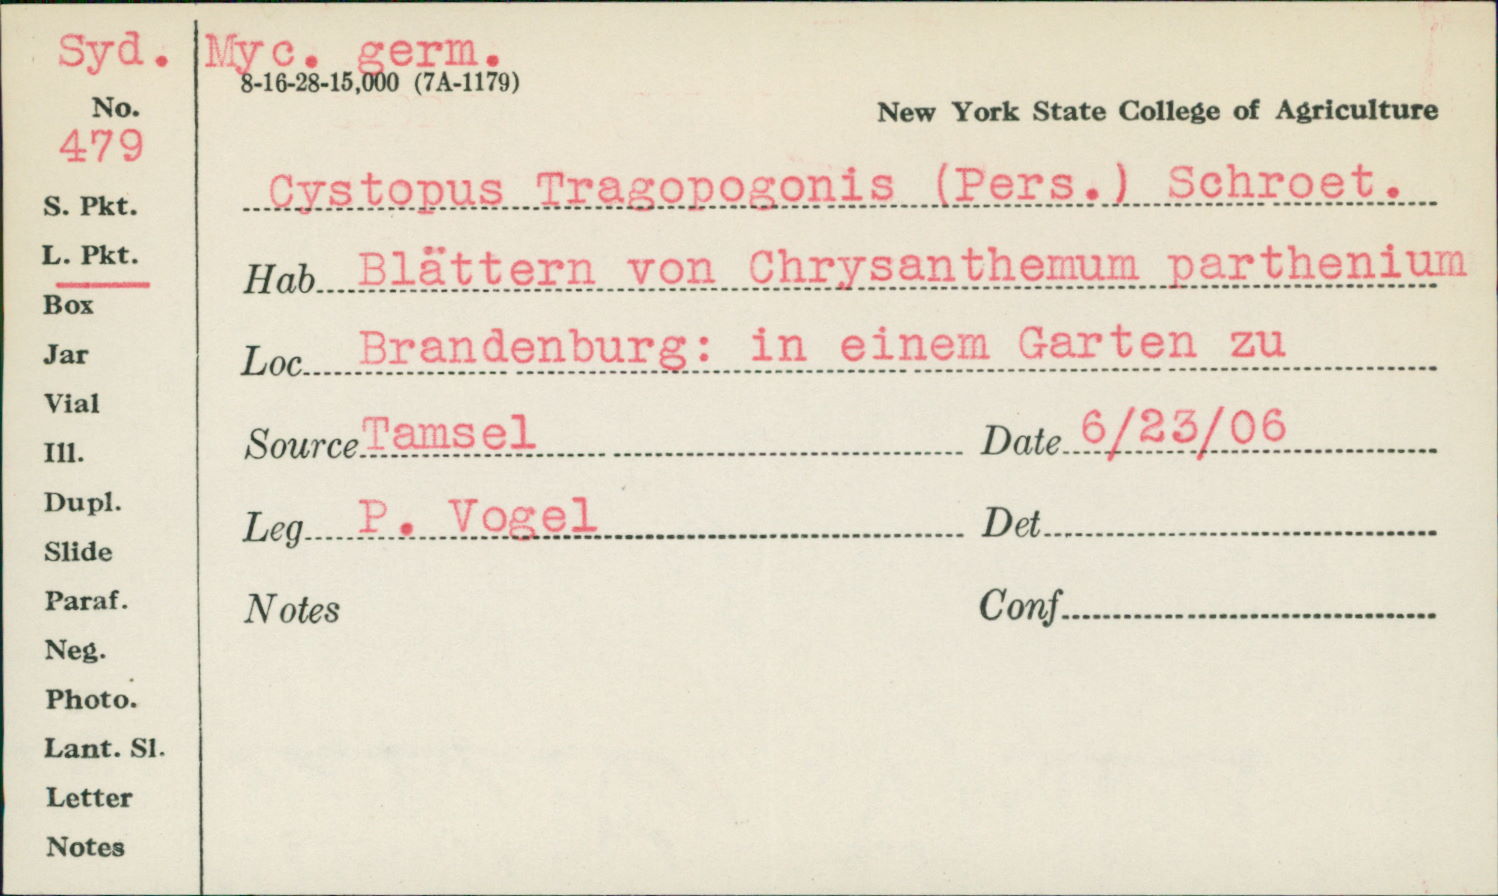 Syd. Myc. germ.
8-16-28-15,000 (7A-1179)
No.
479
New York State College of Agriculture
S. Pkt.
L. Pkt.
Box
Jar
Vial
Ill.
Dupl.
Slide
Paraf.
Neg.
Photo.
Lant. Sl.
Letter
Notes
Cystopus Tragopogonis (Pers.) Schroet.
Hab. Blättern von Chrysanthemum parthenium
Loc. Brandenburg: in einem Garten zu
Source Tamsel Date 6/23/06
Leg. P. Vogel Det.
Notes Conf.